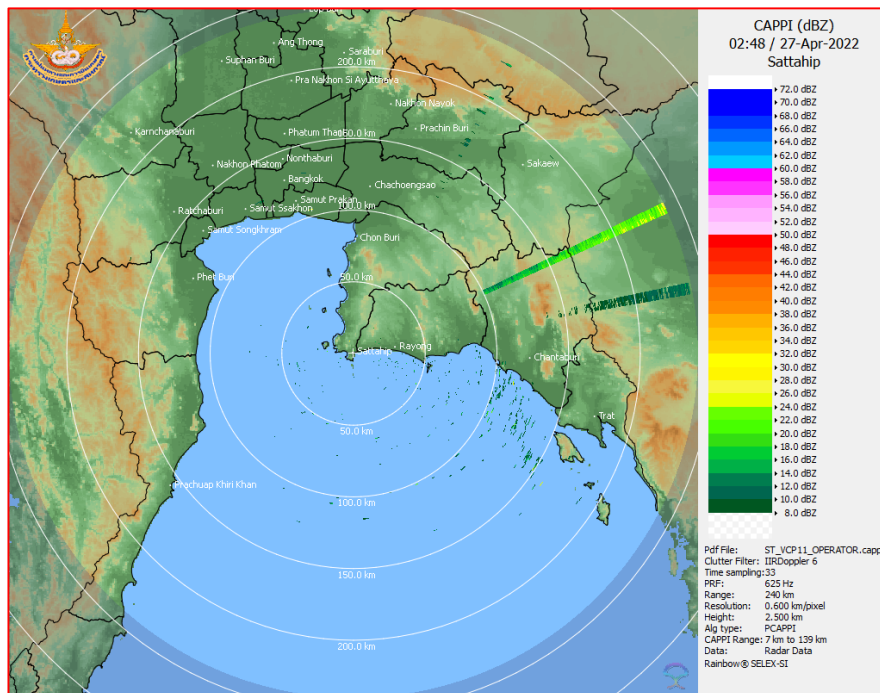 Ang Thong
Saraburi
Suphan Buri
200.0 km
Pra Nakhon Si Ayutthaya
Nakhon Nayok
Karnchanaburi
Phatum Thani
150.0 km
Prachin Buri
Nonthaburi
Nakhon Phatom
Sakaew
Bangkok
Chachoengsao
Samut Prakan
Ratchaburi
Samut Ssakhon
100.0 km
Samut Songkhram
Chon Buri
Phet Buri
50.0 km
Sattahip
Rayong
Chantaburi
Trat
50.0 km
Prachuap Khiri Khan
100.0 km
150.0 km
200.0 km
CAPPI (dBZ)
02:48 / 27-Apr-2022
Sattahip
72.0 dBZ
70.0 dBZ
68.0 dBZ
66.0 dBZ
64.0 dBZ
62.0 dBZ
60.0 dBZ
58.0 dBZ
56.0 dBZ
54.0 dBZ
52.0 dBZ
50.0 dBZ
48.0 dBZ
46.0 dBZ
44.0 dBZ
42.0 dBZ
40.0 dBZ
38.0 dBZ
36.0 dBZ
34.0 dBZ
32.0 dBZ
30.0 dBZ
28.0 dBZ
26.0 dBZ
24.0 dBZ
22.0 dBZ
20.0 dBZ
18.0 dBZ
16.0 dBZ
14.0 dBZ
12.0 dBZ
10.0 dBZ
8.0 dBZ
Pdf File: ST_VCP11_OPERATOR.capp
Clutter Filter: IIRDoppler 6
Time sampling:33
PRF: 625 Hz
Range: 240 km
Resolution: 0.600 km/pixel
Height: 2.500 km
Alg type: PCAPPI
CAPPI Range: 7 km to 139 km
Data: Radar Data
Rainbow® SELEX-SI